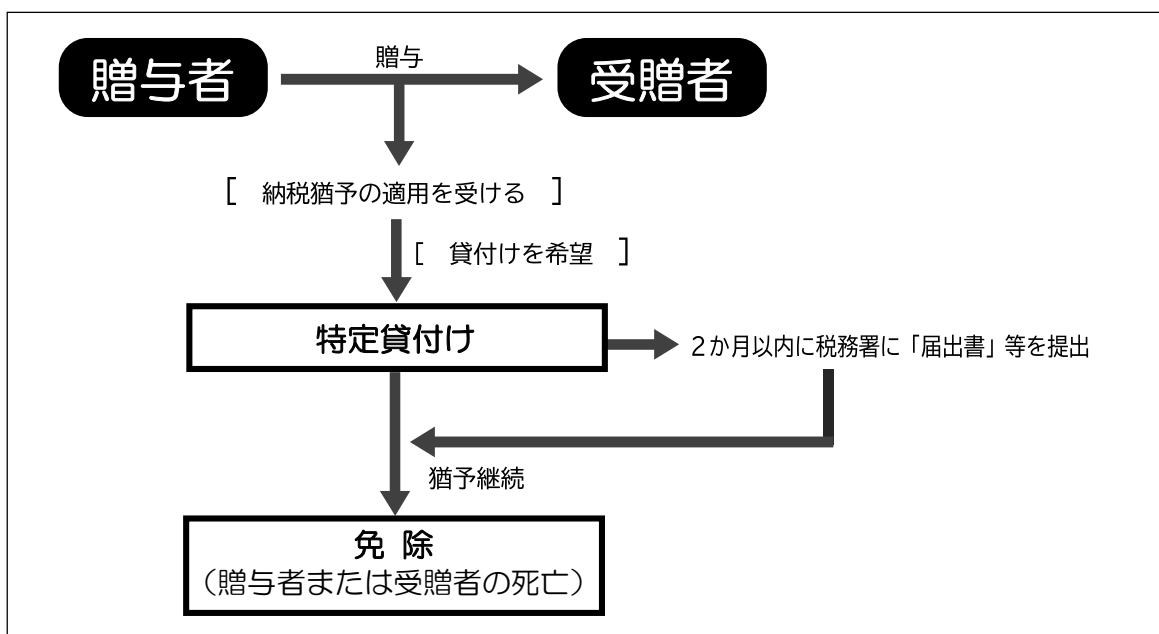 贈与者
贈与
受贈者
[ 納税猶予の適用を受ける ]
[ 貸付けを希望 ]
特定貸付け
2か月以内に税務署に「届出書」等を提出
猶予継続
免 除
(贈与者または受贈者の死亡)